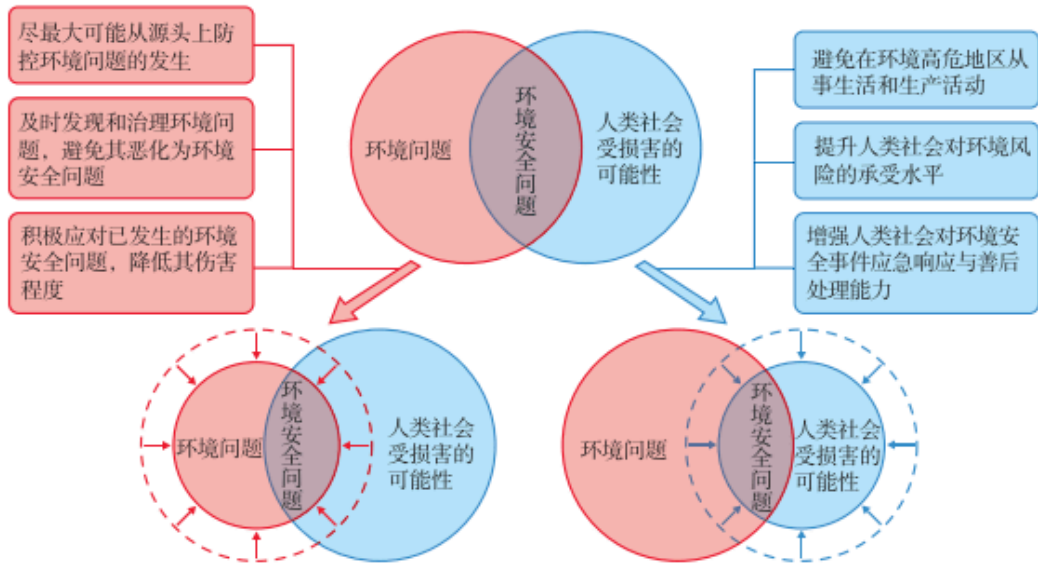 尽最大可能从源头上防
控环境问题的发生
及时发现和治理环境问
题，避免其恶化为环境
安全问题
积极应对已发生的环境
安全问题，降低其伤害
程度
环境问题
环境安全问题
人类社会
受损害的
可能性
避免在环境高危地区从
事生活和生产活动
提升人类社会对环境风
险的承受水平
增强人类社会对环境安
全事件应急响应与善后
处理能力
环境问题
环境安全问题
人类社会
受损害的
可能性
环境问题
环境安全问题
人类社会
受损害的
可能性